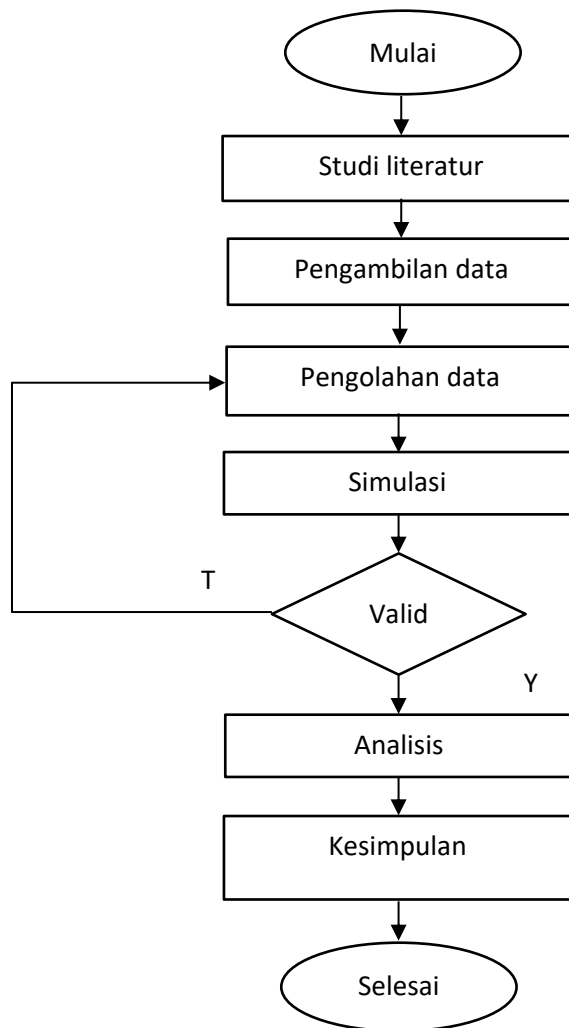 Mulai
Studi literatur
Pengambilan data
Pengolahan data
Simulasi
T
Valid
Y
Analisis
Kesimpulan
Selesai